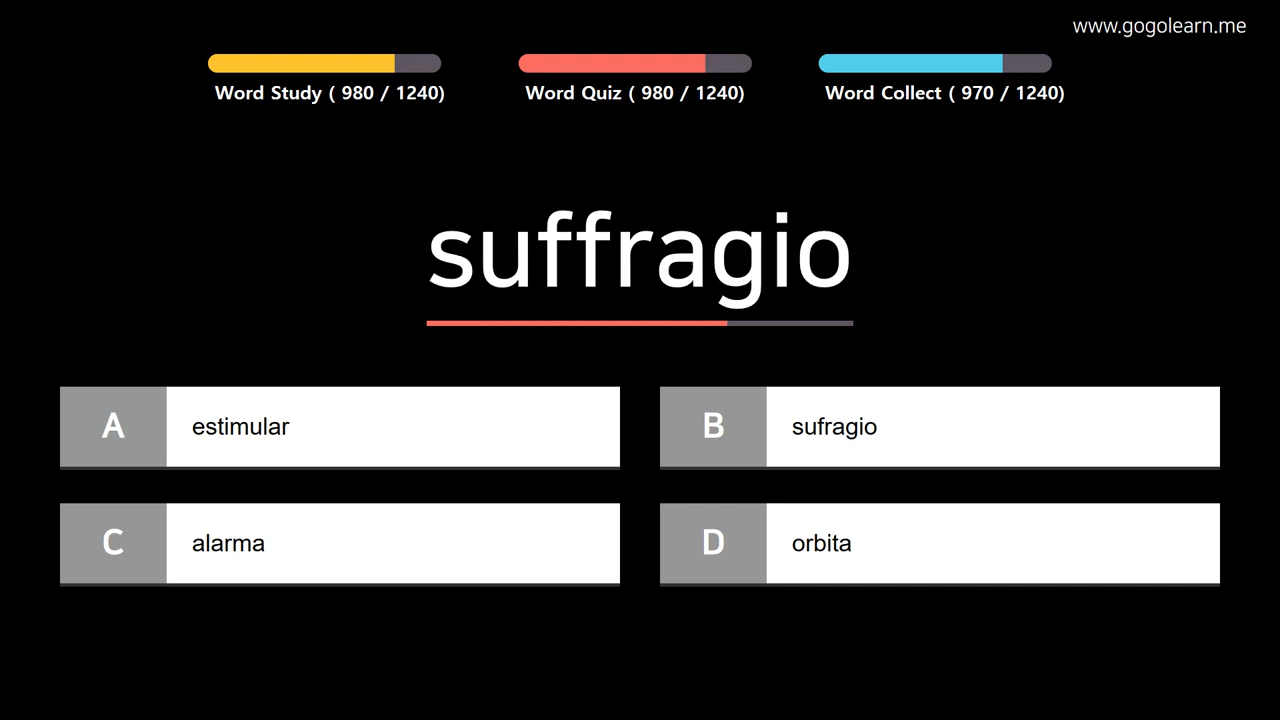 www.gogolearn.me
Word Study ( 980 / 1240)
Word Quiz ( 980 / 1240)
Word Collect ( 970 / 1240)
suffragio
A estimular
B sufragio
C alarma
D orbita